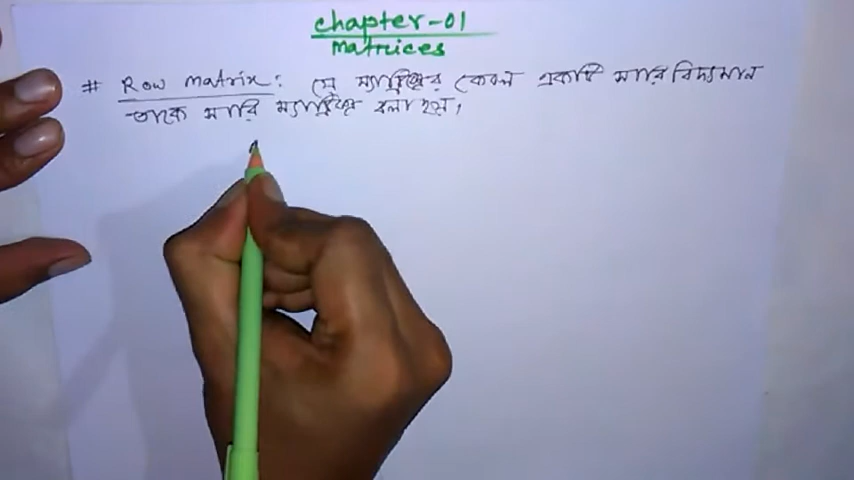 chapter-01
Matrices
# Row matrix: যে ম্যাট্রিক্সের কেবল একটি সারি বিদ্যমান
তাকে সারি ম্যাট্রিক্স বলা হয়।